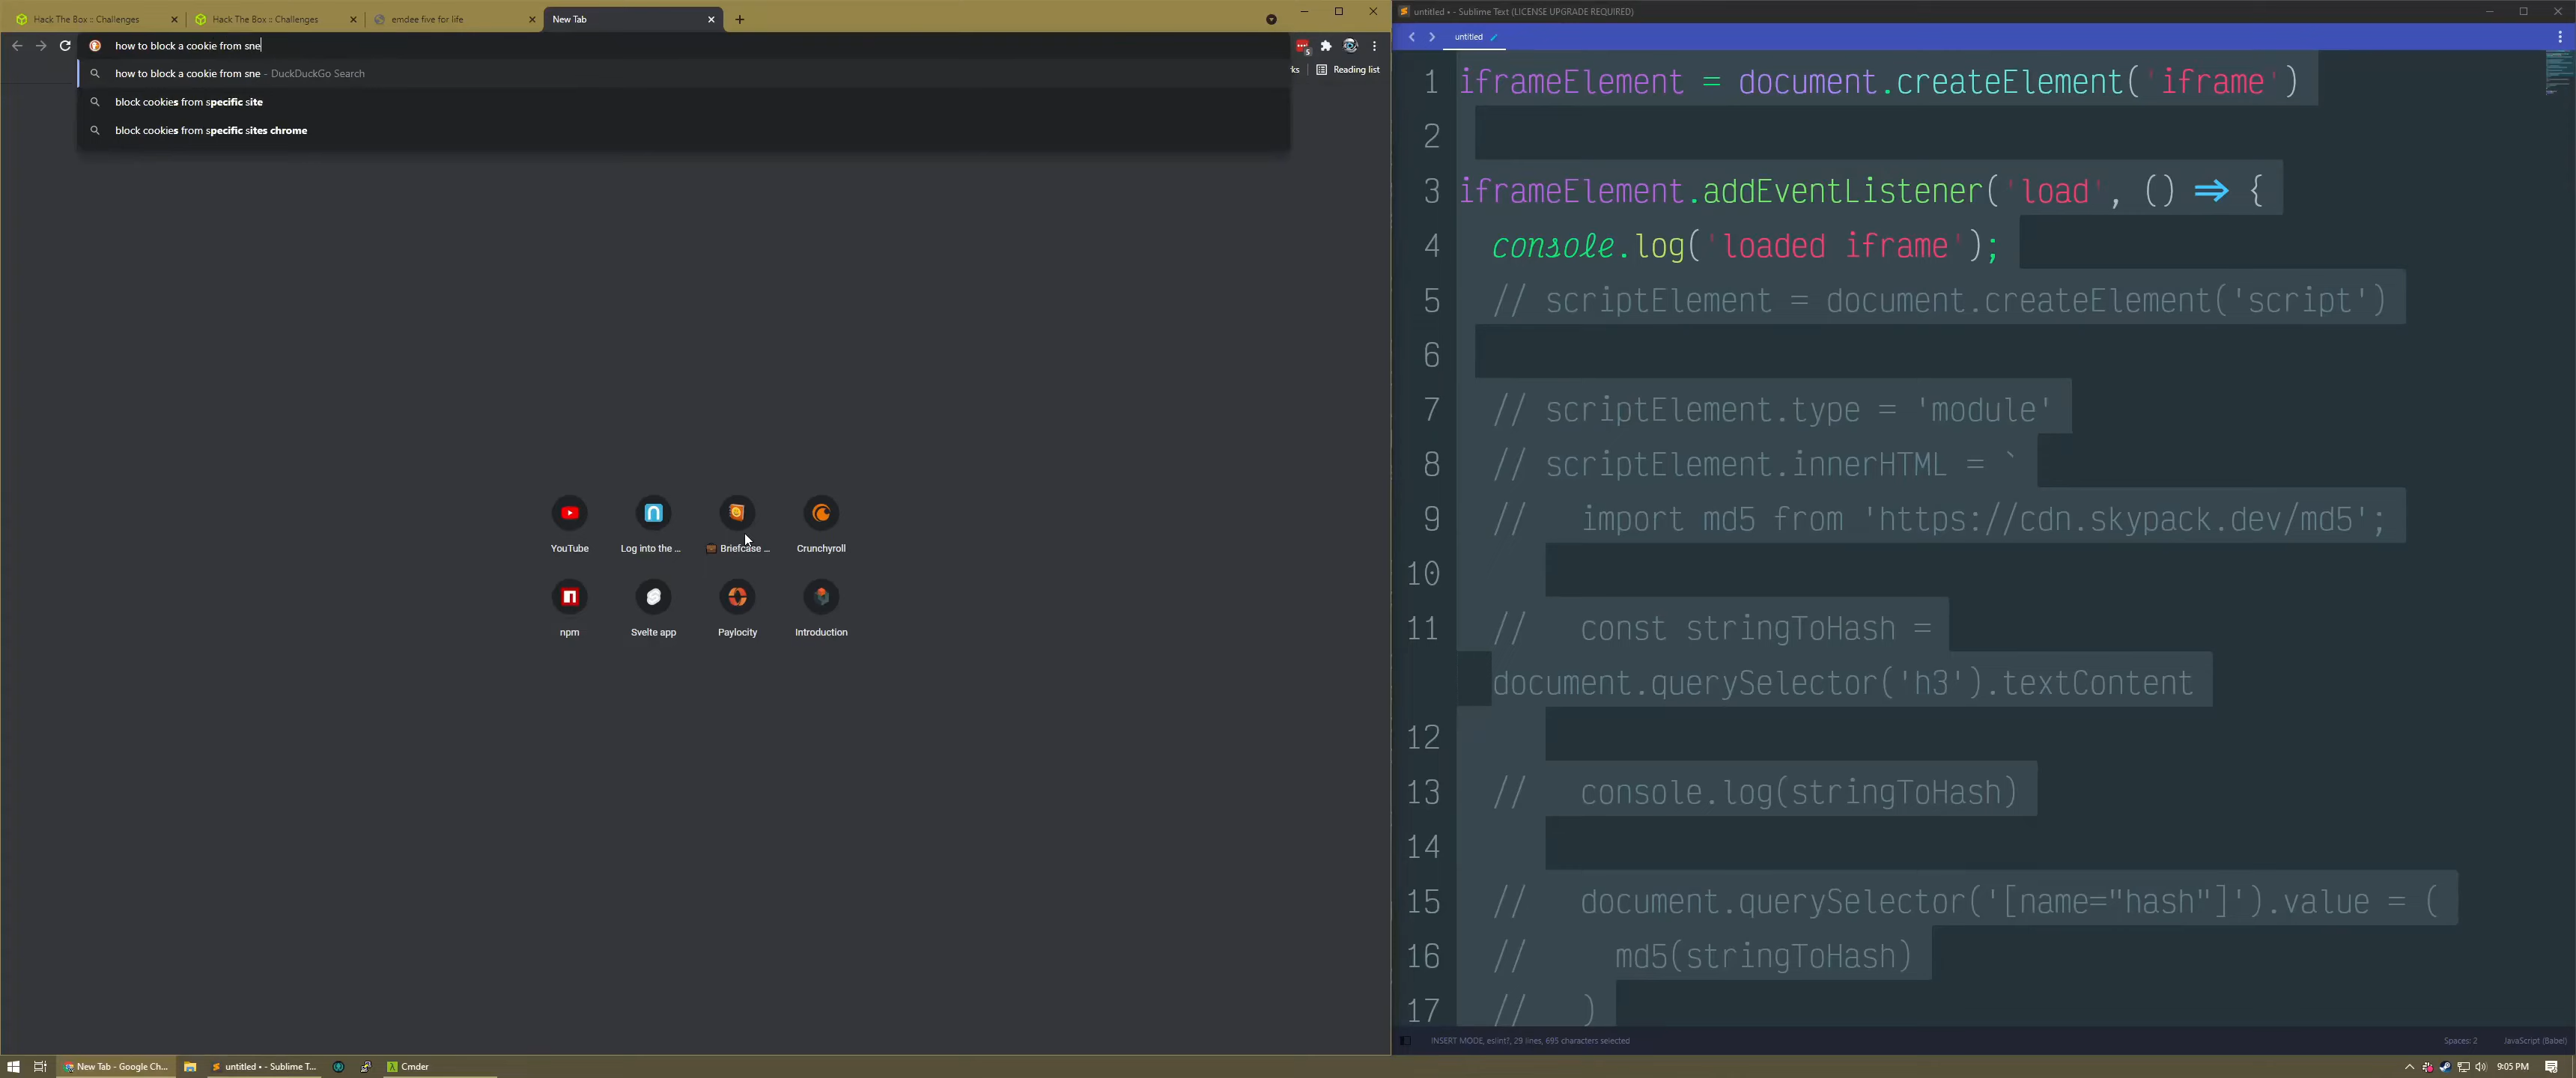 Hack The Box :: Challenges
Hack The Box :: Challenges
emdee five for life
New Tab
how to block a cookie from sne
how to block a cookie from sne - DuckDuckGo Search
block cookies from specific site
block cookies from specific sites chrome
5
ks
Reading list
YouTube
Log into the ...
Briefcase ...
Crunchyroll
npm
Svelte app
Paylocity
Introduction
untitled • - Sublime Text (LICENSE UPGRADE REQUIRED)
untitled
1 iframeElement = document.createElement('iframe')
2
3 iframeElement.addEventListener('load', () => {
4 console.log('loaded iframe');
5 // scriptElement = document.createElement('script')
6
7 // scriptElement.type = 'module'
8 // scriptElement.innerHTML = `
9 // import md5 from 'https://cdn.skypack.dev/md5';
10
11 // const stringToHash =
document.querySelector('h3').textContent
12
13 // console.log(stringToHash)
14
15 // document.querySelector('[name="hash"]').value = (
16 // md5(stringToHash)
17 // )
INSERT MODE, eslint?, 29 lines, 695 characters selected
Spaces: 2
JavaScript (Babel)
New Tab - Google Ch...
untitled • - Sublime T...
Cmder
9:05 PM